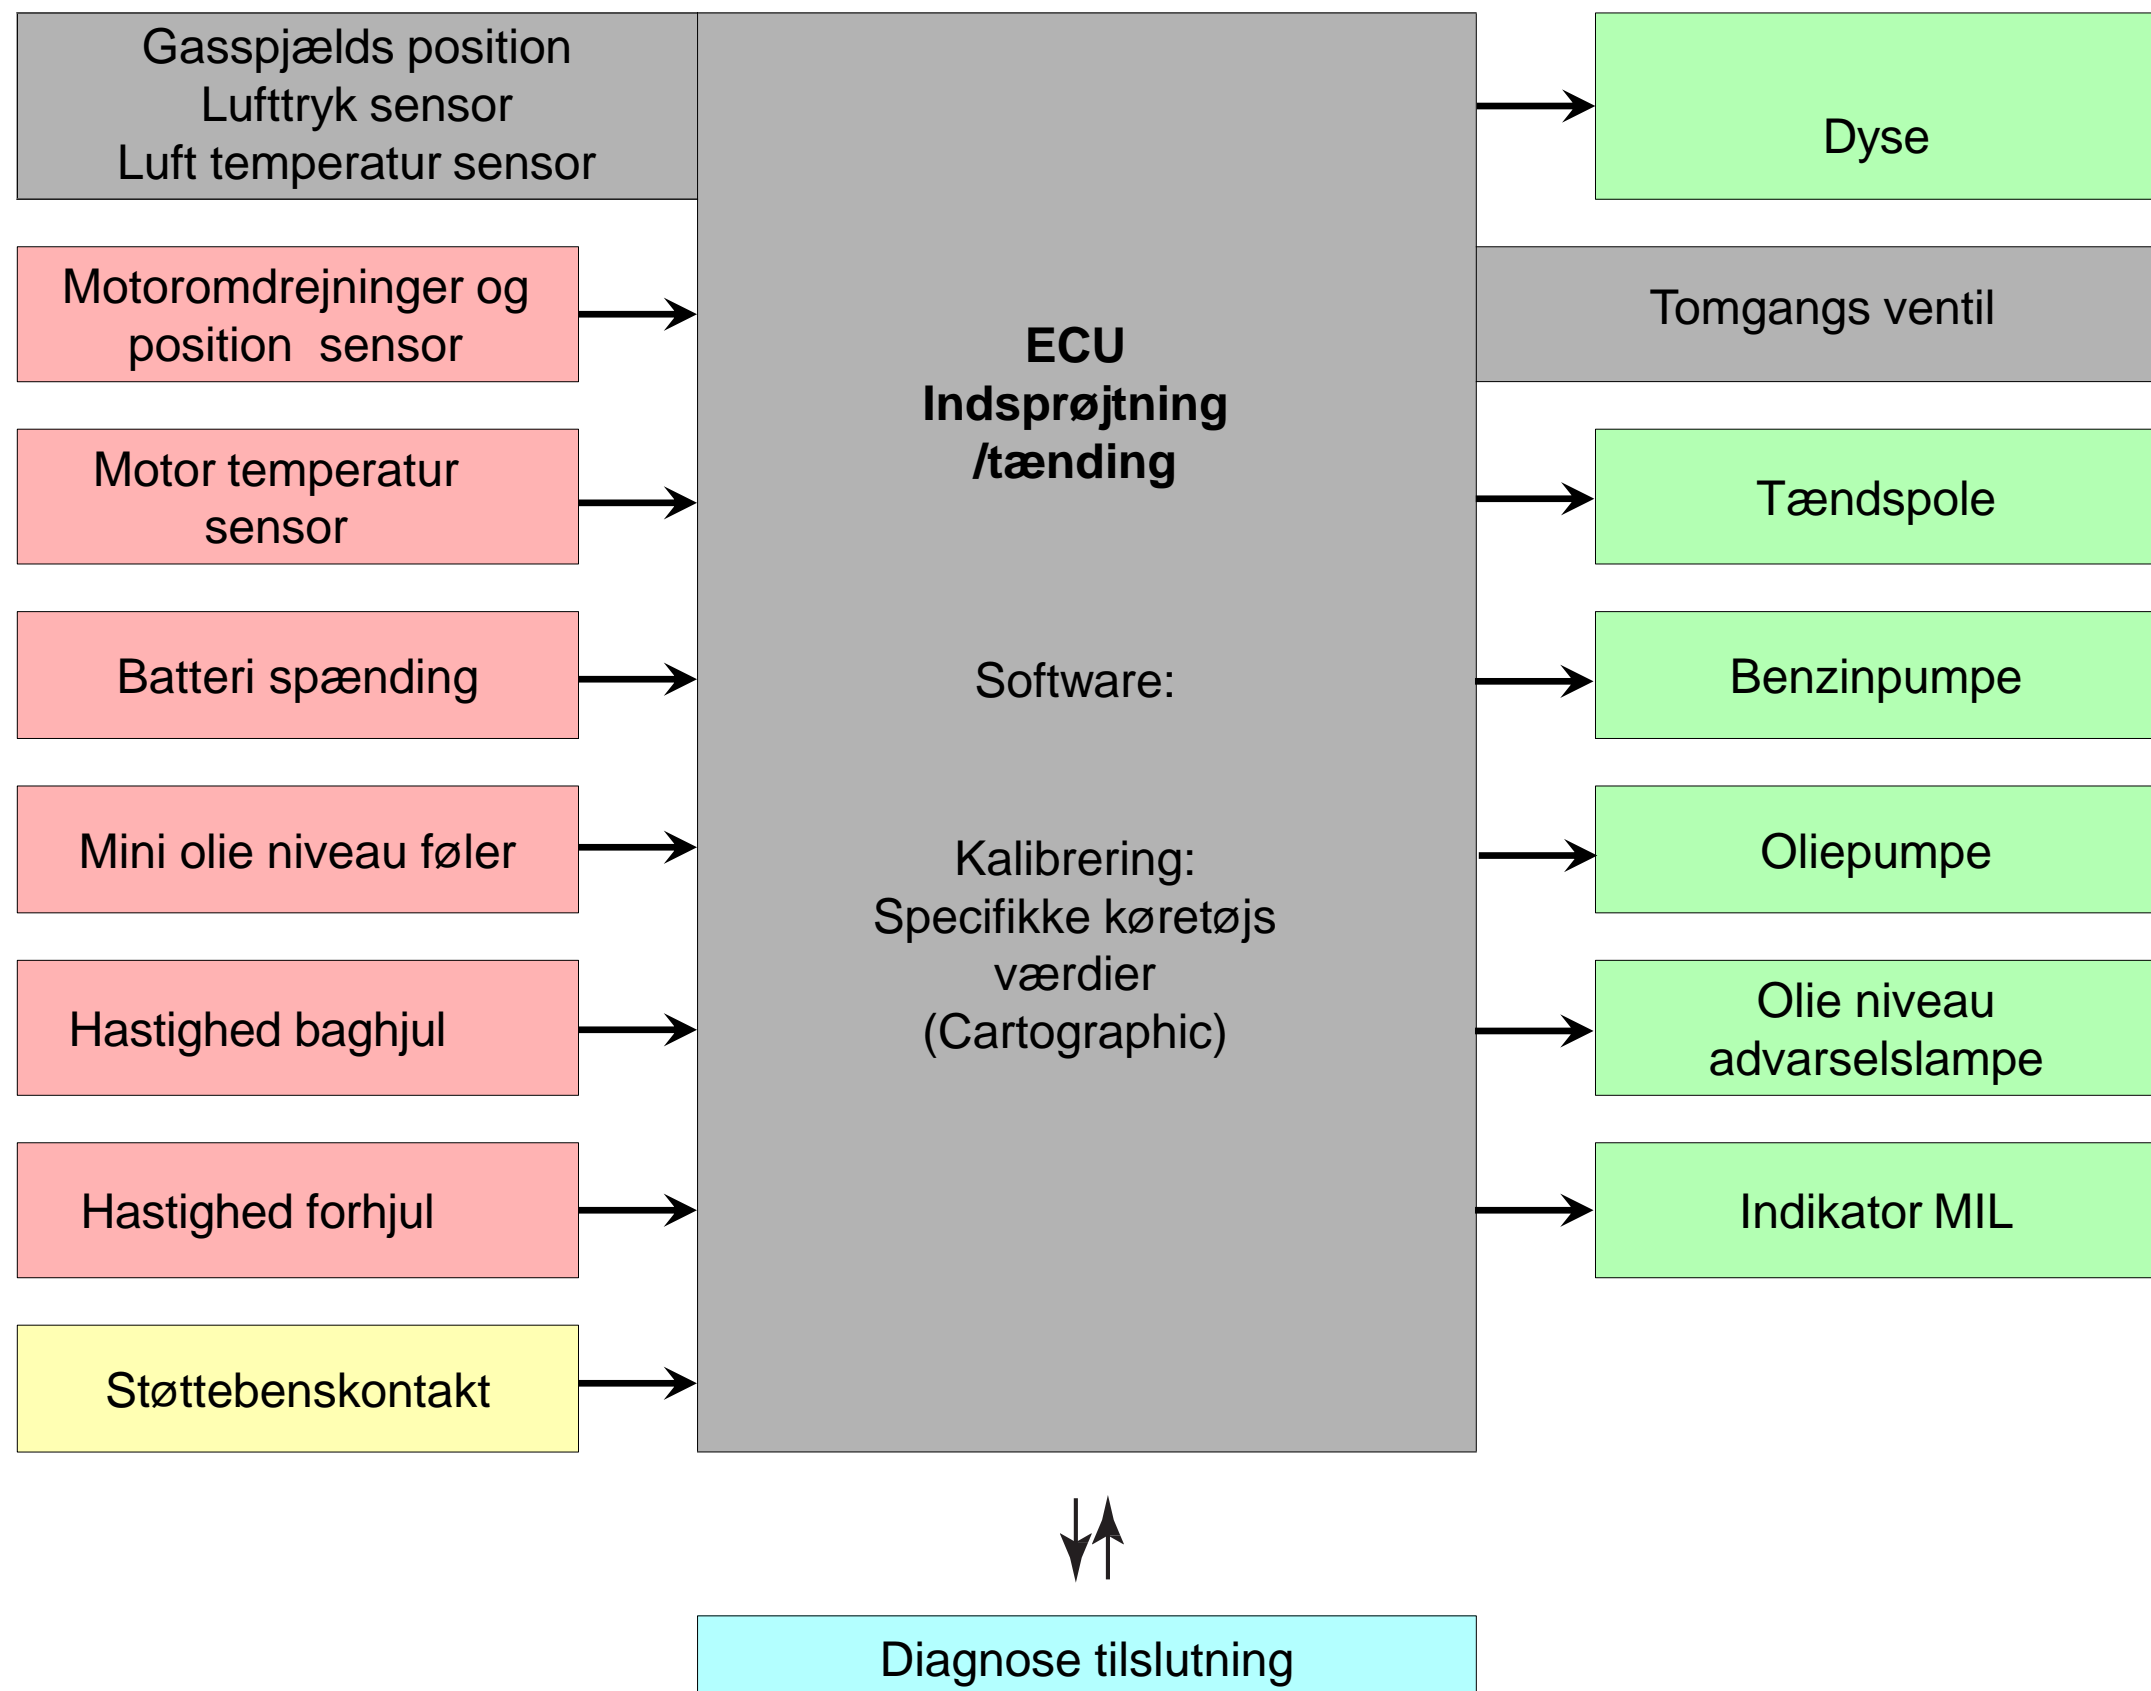 Gasspjælds position
Lufttryk sensor
Luft temperatur sensor
Motoromdrejninger og
position  sensor
Motor temperatur
sensor
Batteri spænding
Mini olie niveau føler
Hastighed baghjul
Hastighed forhjul
Støttebenskontakt
ECU
Indsprøjtning
/tænding
Software:
Kalibrering:
Specifikke køretøjs
værdier
(Cartographic)
Dyse
Tomgangs ventil
Tændspole
Benzinpumpe
Oliepumpe
Olie niveau
advarselslampe
Indikator MIL
Diagnose tilslutning